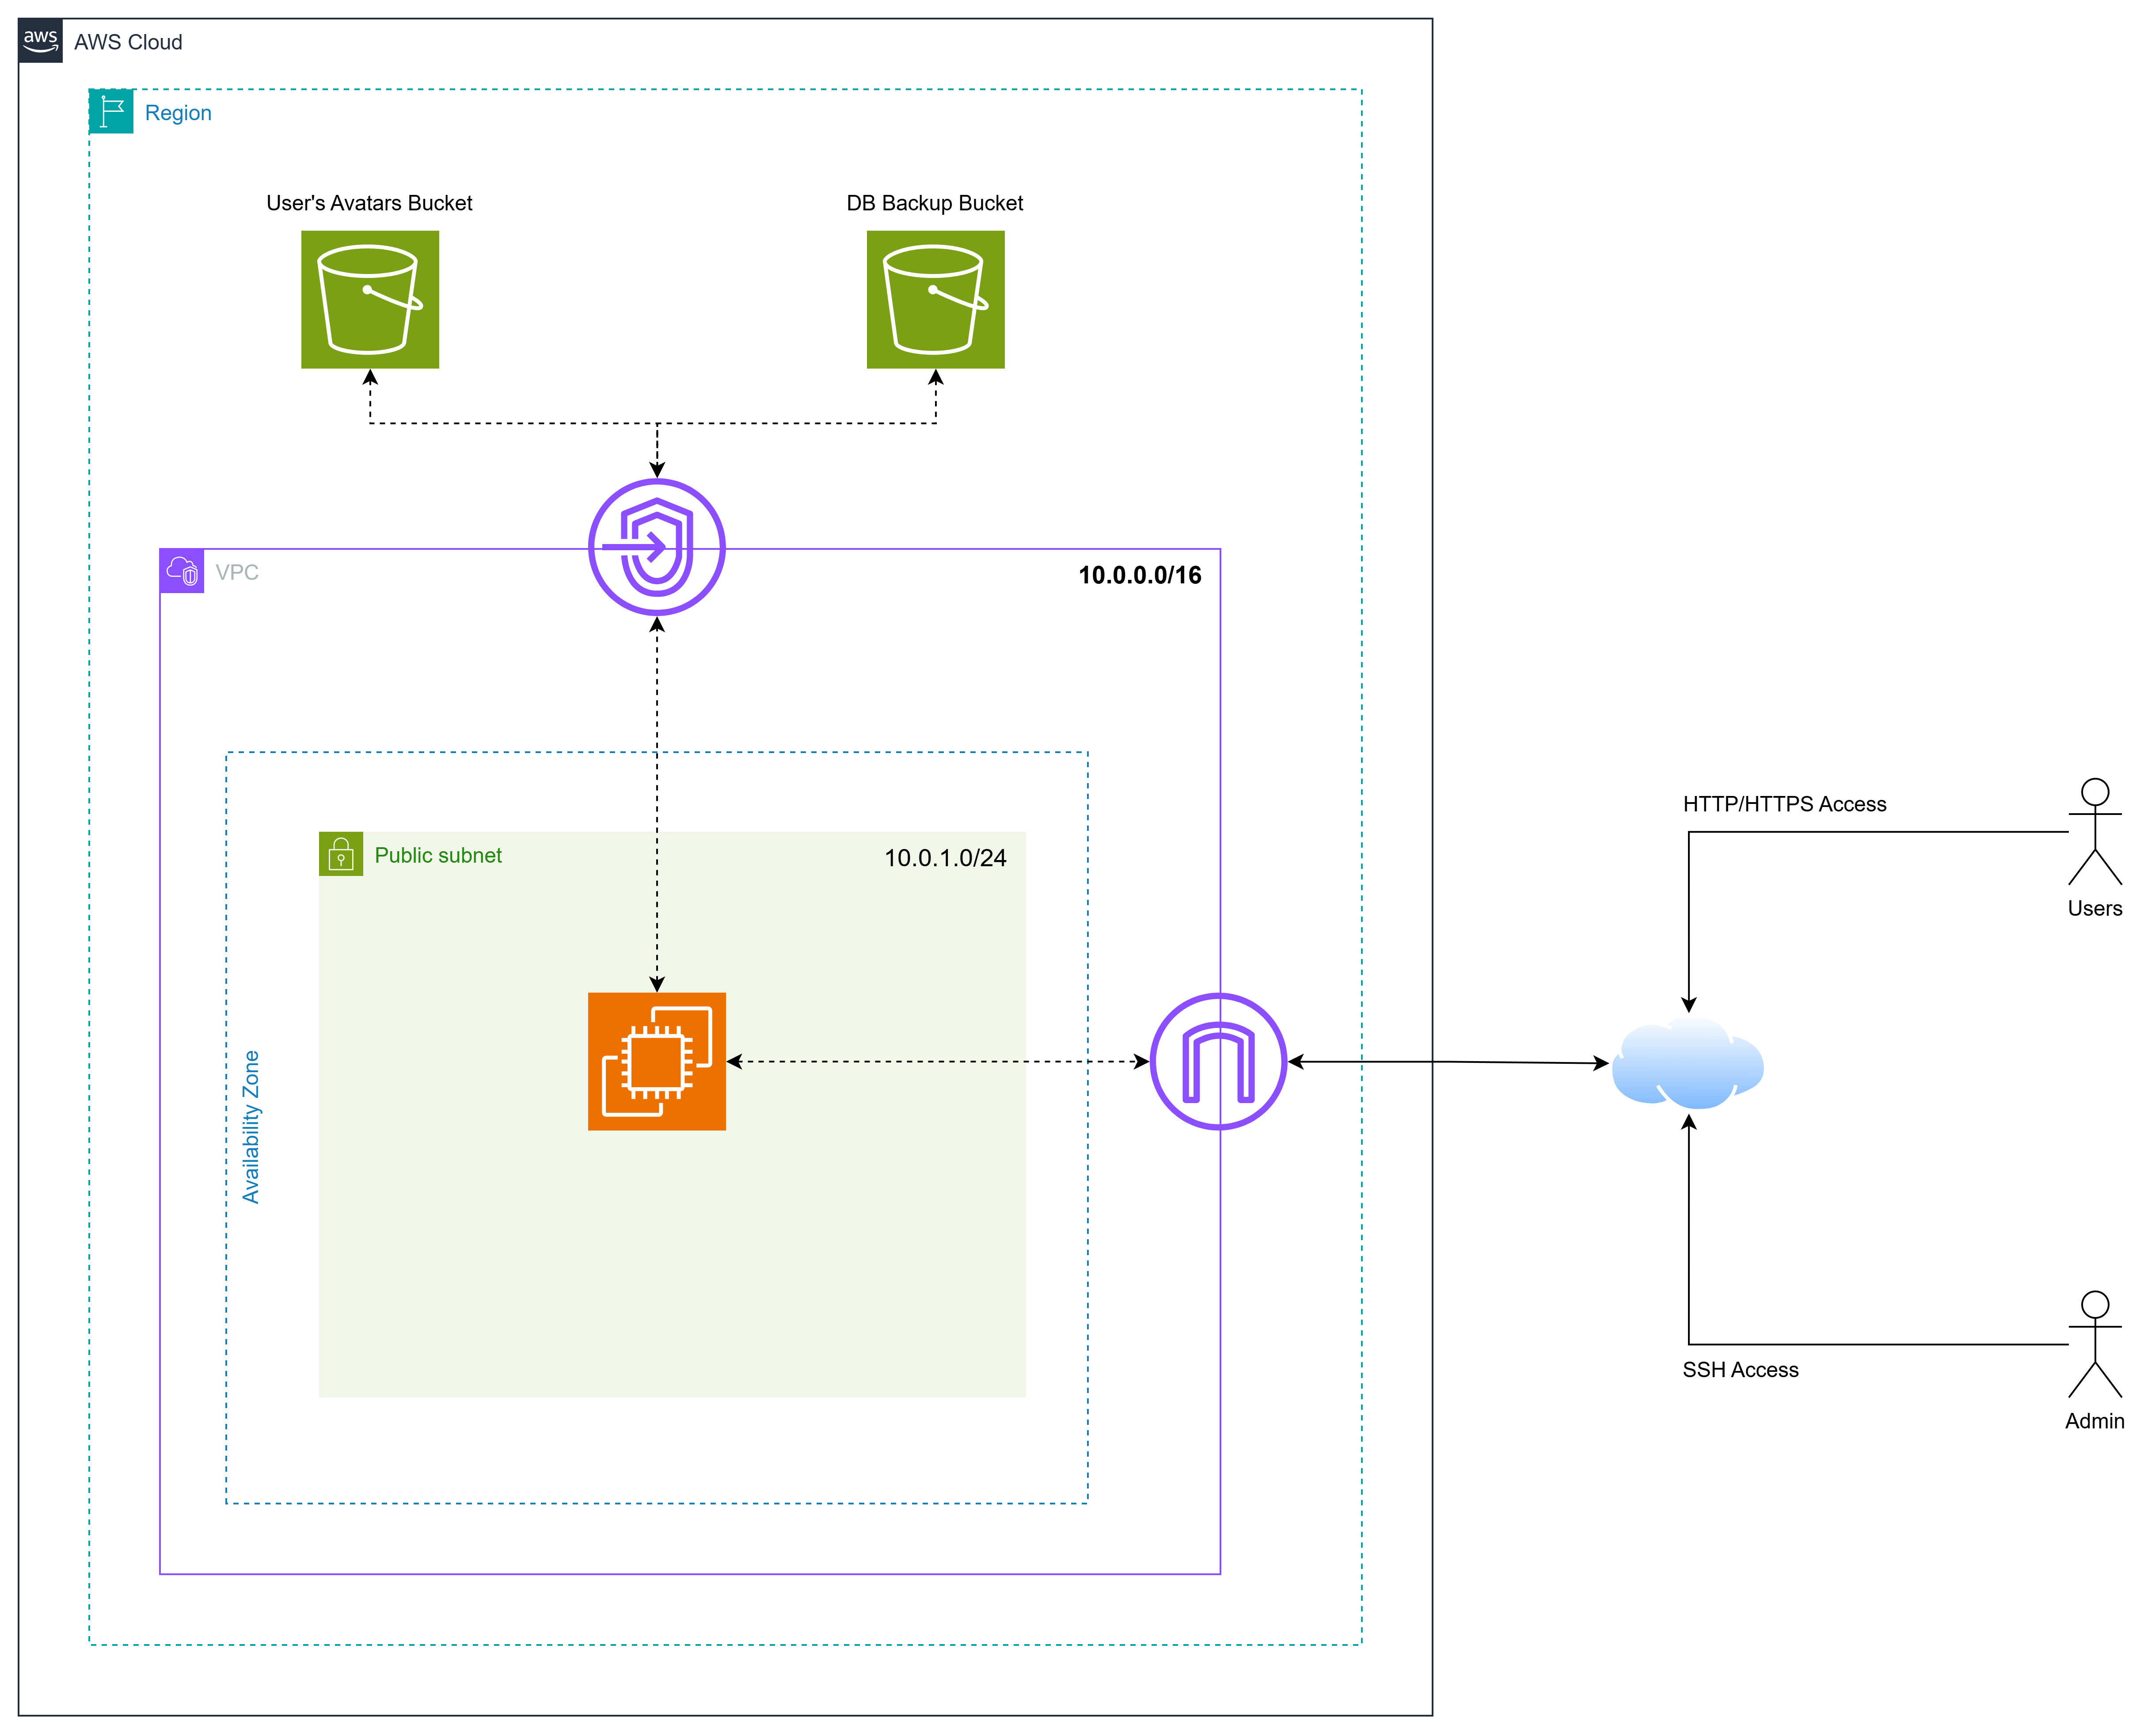 aws
AWS Cloud
Region
User's Avatars Bucket
DB Backup Bucket
VPC
10.0.0.0/16
HTTP/HTTPS Access
Public subnet
10.0.1.0/24
Users
Availability Zone
SSH Access
Admin